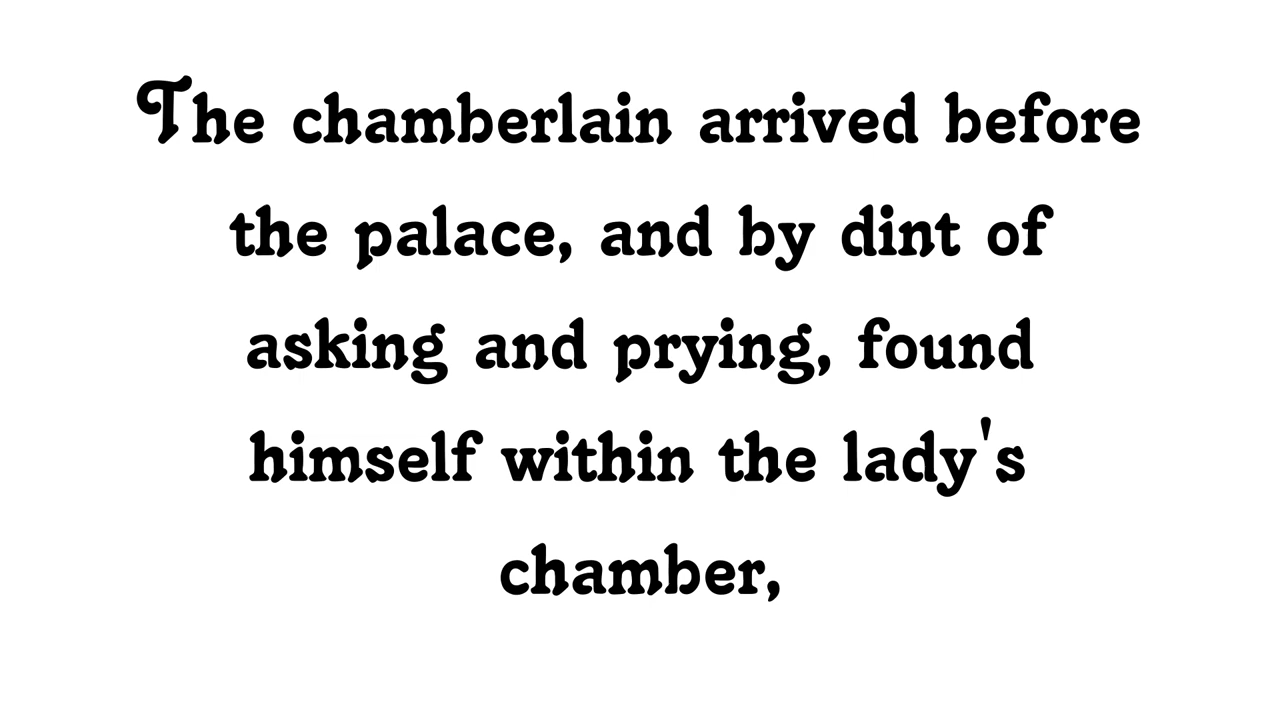 The chamberlain arrived before
the palace, and by dint of
asking and prying, found
himself within the lady's
chamber,